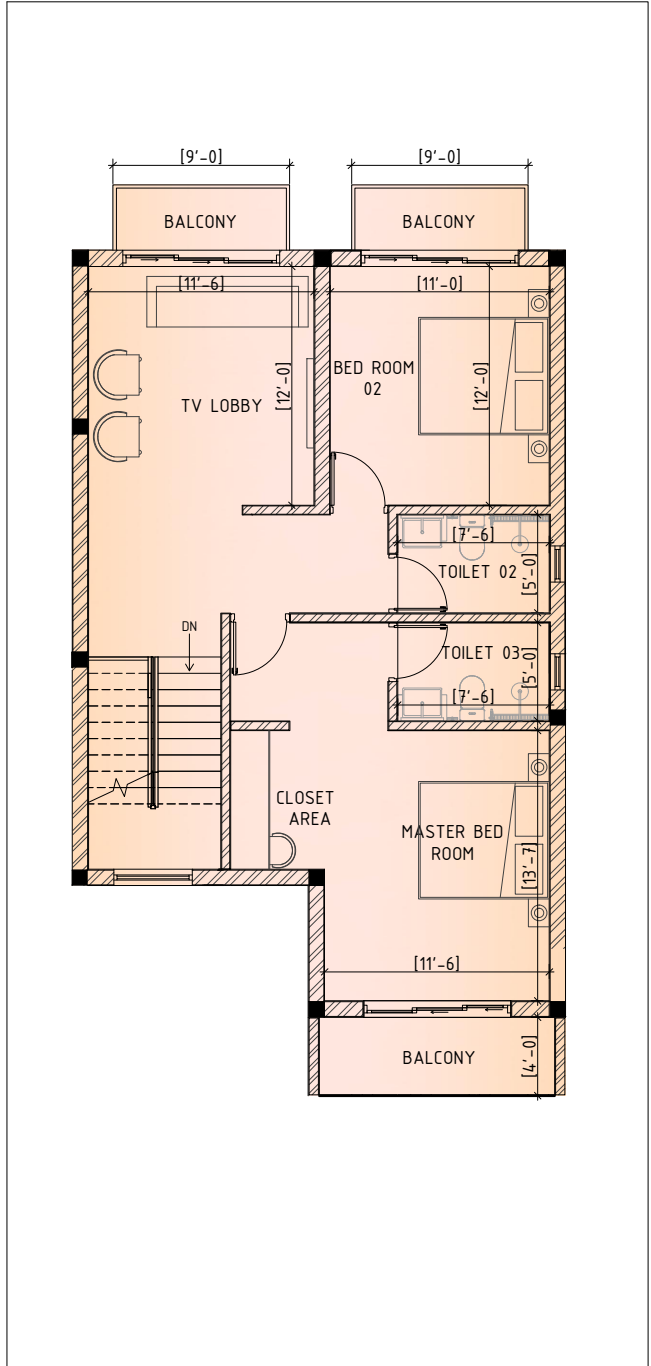 [9'-0]
[9'-0]
BALCONY
BALCONY
[11'-6]
[11'-0]
BED ROOM
02
[12'-0]
[12'-0]
TV LOBBY
[7'-6]
TOILET 02
[5'-0]
DN
TOILET 03
[5'-0]
[7'-6]
CLOSET
AREA
MASTER BED
ROOM
[13'-7]
[11'-6]
BALCONY
[4'-0]